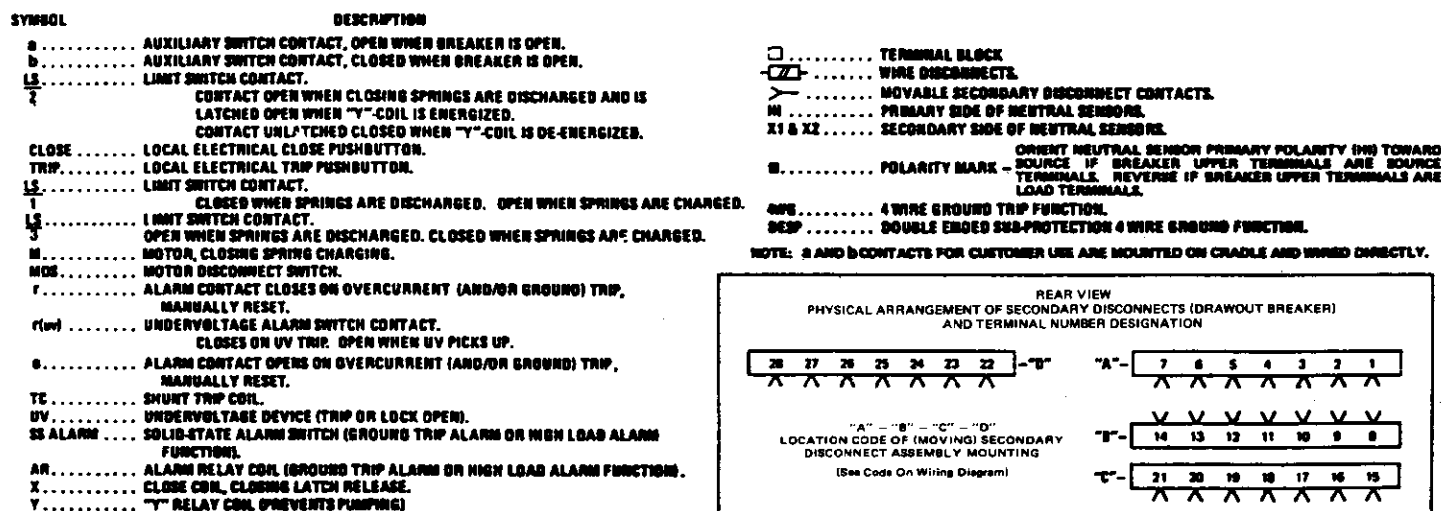 SYMBOL DESCRIPTION
a ........... AUXILIARY SWITCH CONTACT, OPEN WHEN BREAKER IS OPEN.
b ........... AUXILIARY SWITCH CONTACT, CLOSED WHEN BREAKER IS OPEN.
LS ........... LIMIT SWITCH CONTACT.
2 CONTACT OPEN WHEN CLOSING SPRINGS ARE DISCHARGED AND IS
LATCHED OPEN WHEN "Y"-COIL IS ENERGIZED.
CONTACT UNLATCHED CLOSED WHEN "Y"-COIL IS DE-ENERGIZED.
CLOSE ....... LOCAL ELECTRICAL CLOSE PUSHBUTTON.
TRIP ........ LOCAL ELECTRICAL TRIP PUSHBUTTON.
LS ........... LIMIT SWITCH CONTACT.
1 CLOSED WHEN SPRINGS ARE DISCHARGED. OPEN WHEN SPRINGS ARE CHARGED.
LS ........... LIMIT SWITCH CONTACT.
3 OPEN WHEN SPRINGS ARE DISCHARGED. CLOSED WHEN SPRINGS ARE CHARGED.
M ........... MOTOR, CLOSING SPRING CHARGING.
MDS ......... MOTOR DISCONNECT SWITCH.
r ........... ALARM CONTACT CLOSES ON OVERCURRENT (AND/OR GROUND) TRIP,
MANUALLY RESET.
r(uv) ........ UNDERVOLTAGE ALARM SWITCH CONTACT.
CLOSES ON UV TRIP. OPEN WHEN UV PICKS UP.
s ........... ALARM CONTACT OPENS ON OVERCURRENT (AND/OR GROUND) TRIP,
MANUALLY RESET.
TC .......... SHUNT TRIP COIL.
UV .......... UNDERVOLTAGE DEVICE (TRIP OR LOCK OPEN).
SS ALARM .... SOLID-STATE ALARM SWITCH (GROUND TRIP ALARM OR HIGH LOAD ALARM
FUNCTION).
AR .......... ALARM RELAY COIL (GROUND TRIP ALARM OR HIGH LOAD ALARM FUNCTION).
X ........... CLOSE COIL, CLOSING LATCH RELEASE.
Y ........... "Y" RELAY COIL (PREVENTS PUMPING)
.......... TERMINAL BLOCK
....... WIRE DISCONNECTS.
........ MOVABLE SECONDARY DISCONNECT CONTACTS.
HI ......... PRIMARY SIDE OF NEUTRAL SENSORS.
X1 & X2 ...... SECONDARY SIDE OF NEUTRAL SENSORS.
......... POLARITY MARK – ORIENT NEUTRAL SENSOR PRIMARY POLARITY (HI) TOWARD
SOURCE IF BREAKER UPPER TERMINALS ARE SOURCE
TERMINALS. REVERSE IF BREAKER UPPER TERMINALS ARE
LOAD TERMINALS.
4WG ......... 4 WIRE GROUND TRIP FUNCTION.
DESP ........ DOUBLE ENDED SUB-PROTECTION 4 WIRE GROUND FUNCTION.
NOTE: a AND b CONTACTS FOR CUSTOMER USE ARE MOUNTED ON CRADLE AND WIRED DIRECTLY.
REAR VIEW
PHYSICAL ARRANGEMENT OF SECONDARY DISCONNECTS (DRAWOUT BREAKER)
AND TERMINAL NUMBER DESIGNATION
28 27 26 25 24 23 22 –"D" "A"– 7 6 5 4 3 2 1
"B"– 14 13 12 11 10 9 8
"A" – "B" – "C" – "D"
LOCATION CODE OF (MOVING) SECONDARY
DISCONNECT ASSEMBLY MOUNTING
(See Code On Wiring Diagram)
"C"– 21 20 19 18 17 16 15